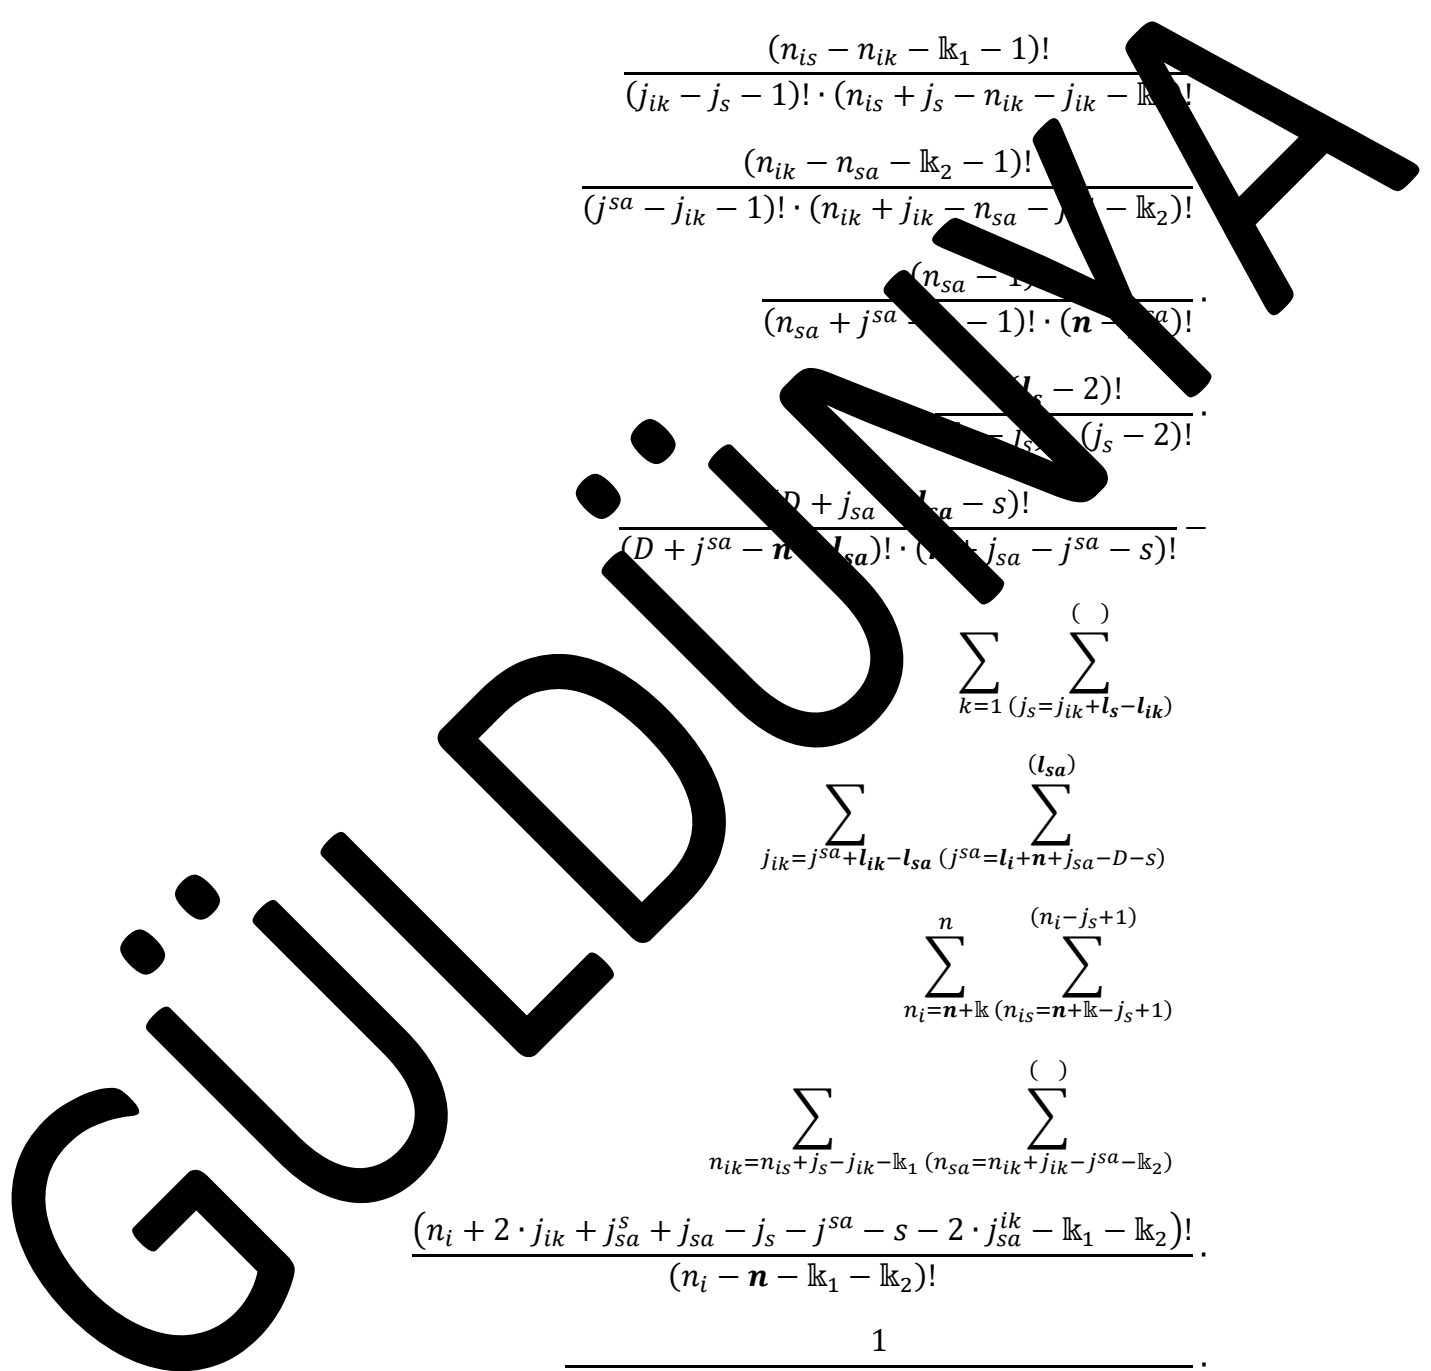 (n_{is} − n_{ik} − 𝕜_1 − 1)!
(j_{ik} − j_s − 1)! · (n_{is} + j_s − n_{ik} − j_{ik} − !
(n_{ik} − n_{sa} − 𝕜_2 − 1)!
(j^{sa} − j_{ik} − 1)! · (n_{ik} + j_{ik} − n_{sa} − − 𝕜_2)!
(n_{sa} −
(n_{sa} + j^{sa} − 1)! · (n − )!
− 2)!
(j_s − 2)!
+ j_{sa} − s)!
(D + j^{sa} − )! · ( j_{sa} − j^{sa} − s)!
−
( )
∑ ∑
k=1 (j_s=j_{ik}+l_s−l_{ik})
(l_{sa})
∑ ∑
j_{ik}=j^{sa}+l_{ik}−l_{sa} (j^{sa}=l_i+n+j_{sa}−D−s)
n (n_i−j_s+1)
∑ ∑
n_i=n+𝕜 (n_{is}=n+𝕜−j_s+1)
( )
∑ ∑
n_{ik}=n_{is}+j_s−j_{ik}−𝕜_1 (n_{sa}=n_{ik}+j_{ik}−j^{sa}−𝕜_2)
(n_i + 2 · j_{ik} + j_{sa}^s + j_{sa} − j_s − j^{sa} − s − 2 · j_{sa}^{ik} − 𝕜_1 − 𝕜_2)!
(n_i − n − 𝕜_1 − 𝕜_2)!
1
GÜLDÜNYA